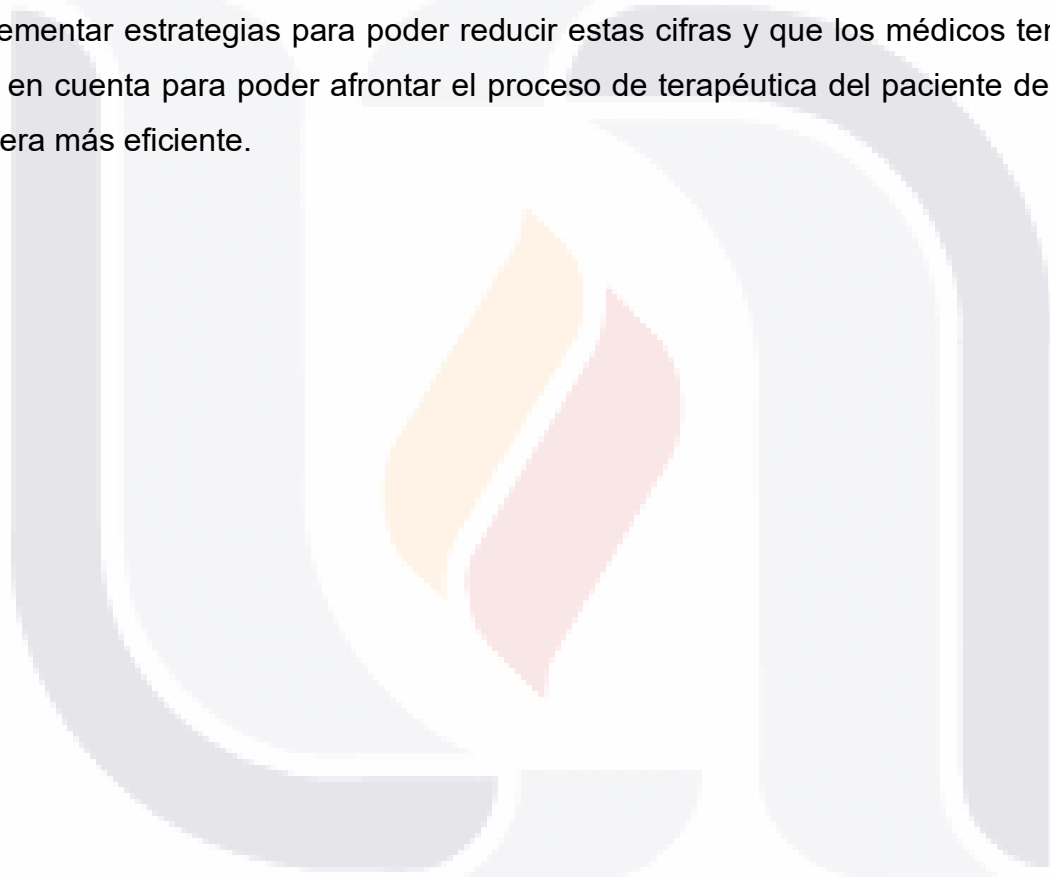 ementar estrategias para poder reducir estas cifras y que los médicos ter
en cuenta para poder afrontar el proceso de terapéutica del paciente de
era más eficiente.